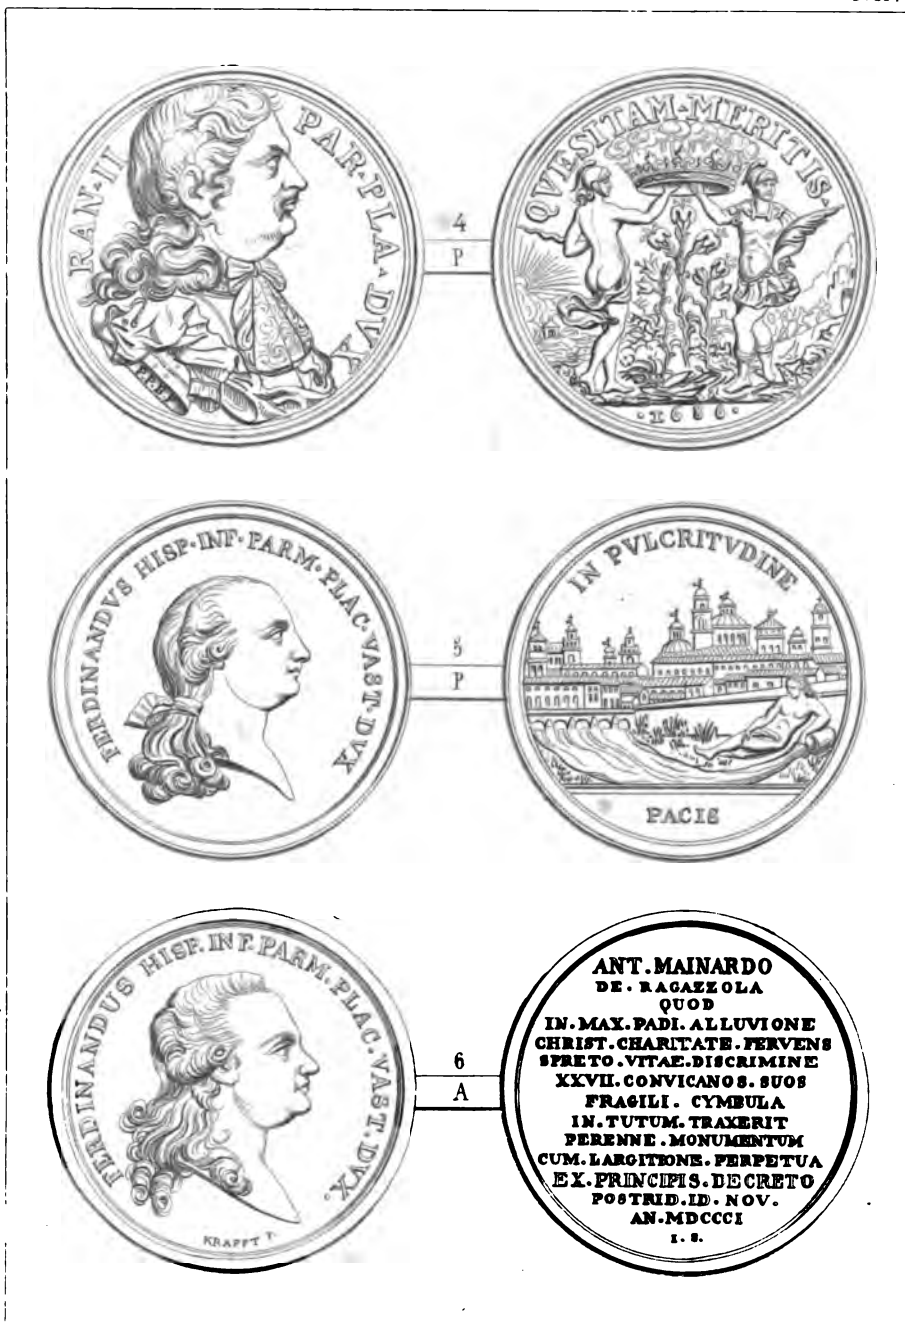 RAN·II PAR·PLA·DVX
4
P
QVESITAM·MERITIS·
·1686·
FERDINANDVS HISP·INF·PARM·PLAC·VAST·DVX
5
P
IN PVLCRITVDINE
PACIS
FERDINANDUS HISP. INF. PARM. PLAC. VAST. DVX.
KRAFFT F.
6
A
ANT. MAINARDO
DE. RAGAZZOLA
QUOD
IN. MAX. PADI. ALLUVIONE
CHRIST. CHARITATE. FERVENS
SPRETO. VITAE. DISCRIMINE
XXVII. CONVICANOS. SUOS
FRAGILI. CYMBULA
IN. TUTUM. TRAXERIT
PERENNE. MONUMENTUM
CUM. LARGITIONE. PERPETUA
EX. PRINCIPIS. DECRETO
POSTRID. ID. NOV.
AN. MDCCCI
I. S.